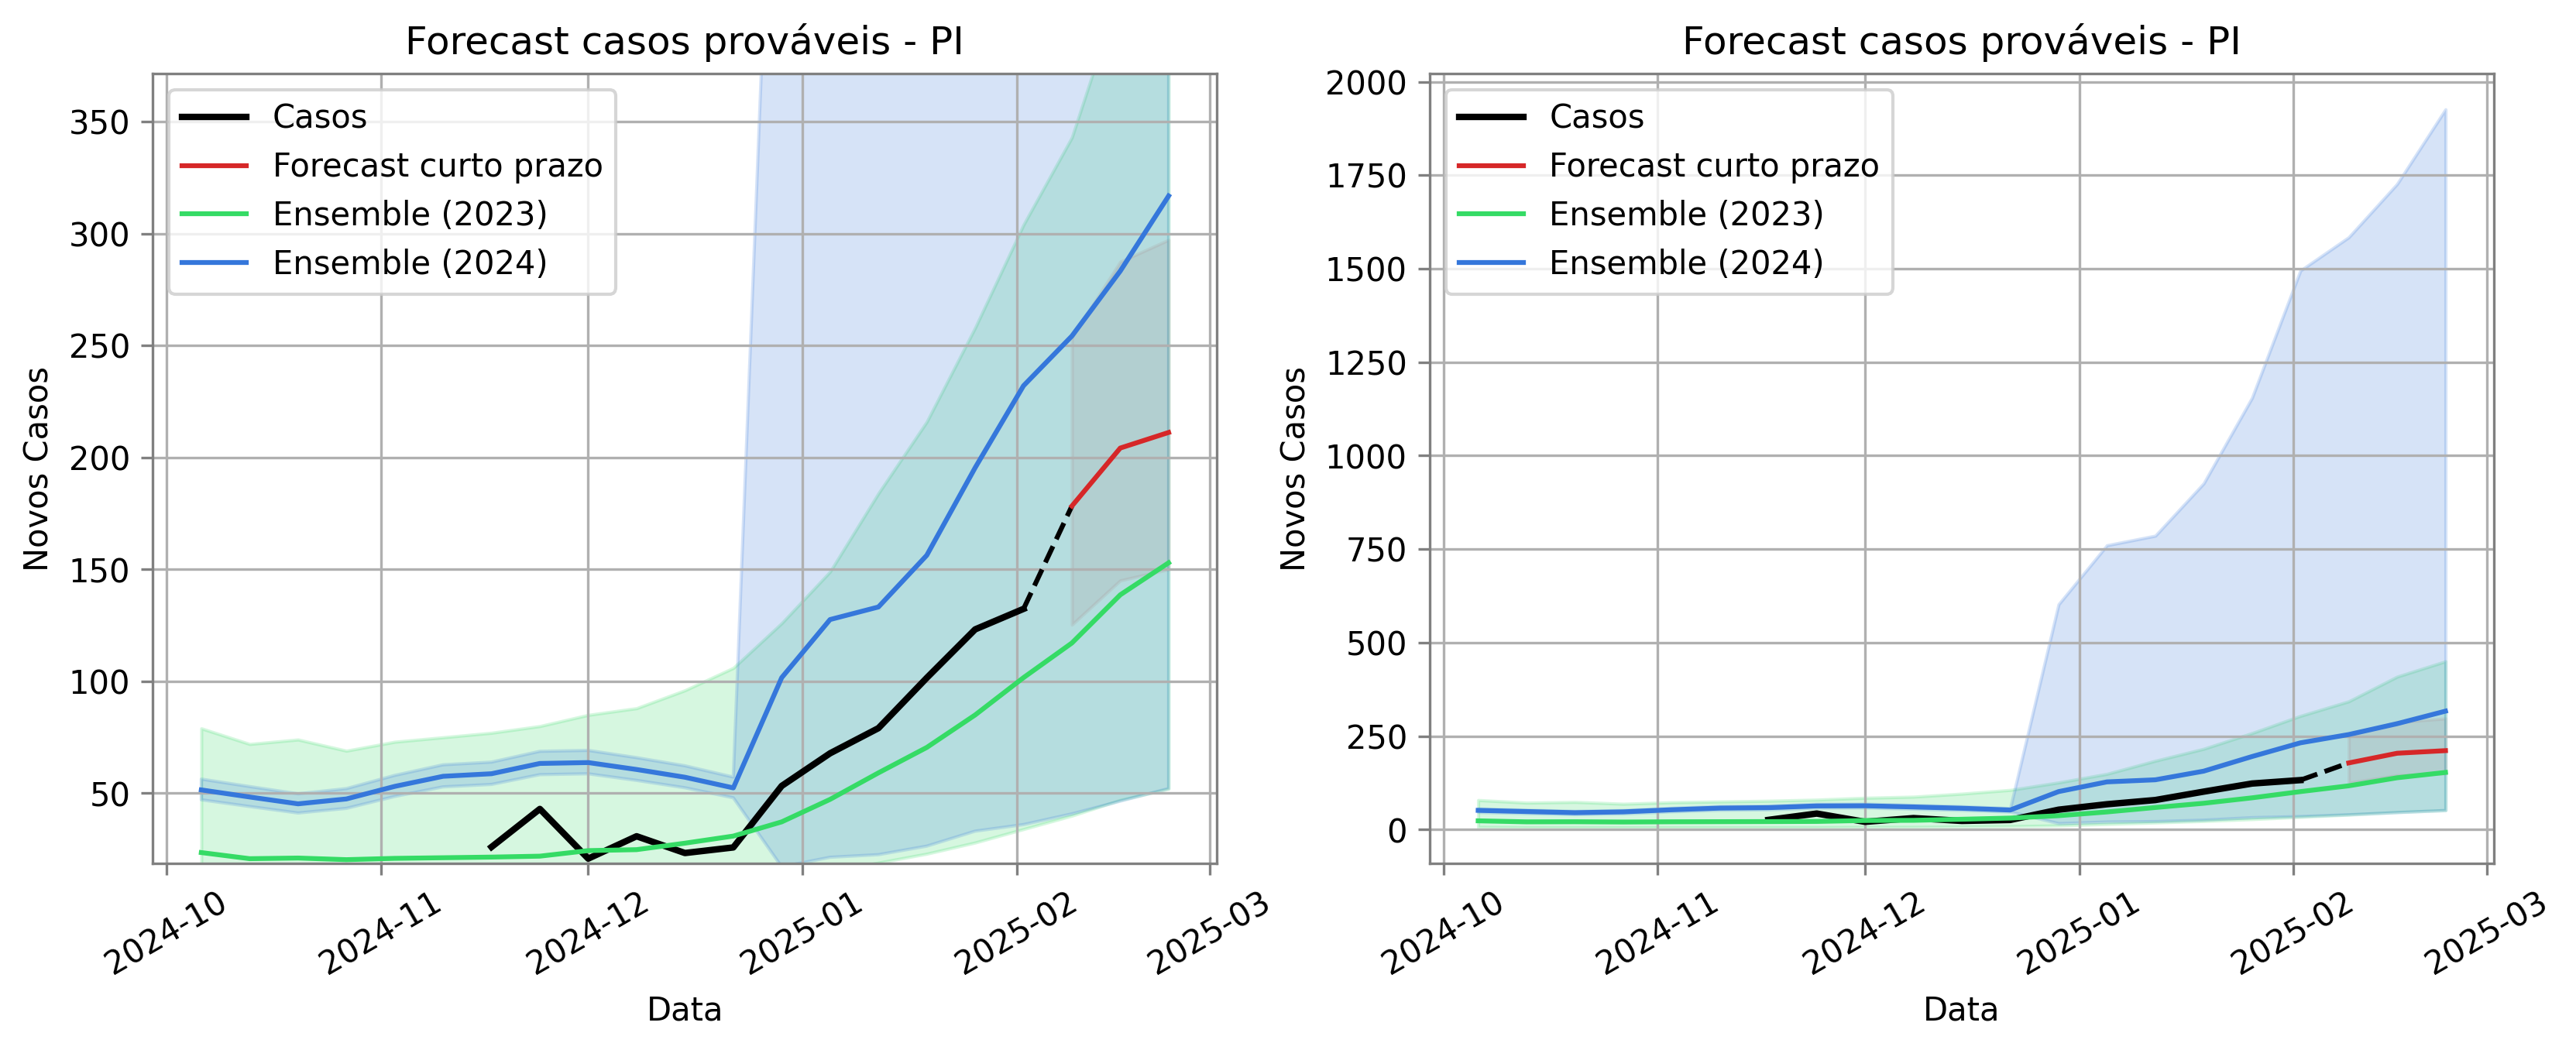 Forecast casos prováveis - PI
350
300
250
200
150
100
50
Novos Casos
Casos
Forecast curto prazo
Ensemble (2023)
Ensemble (2024)
2024-10
2024-11
2024-12
2025-01
2025-02
2025-03
Data
Forecast casos prováveis - PI
2000
1750
1500
1250
1000
750
500
250
0
Novos Casos
Casos
Forecast curto prazo
Ensemble (2023)
Ensemble (2024)
2024-10
2024-11
2024-12
2025-01
2025-02
2025-03
Data